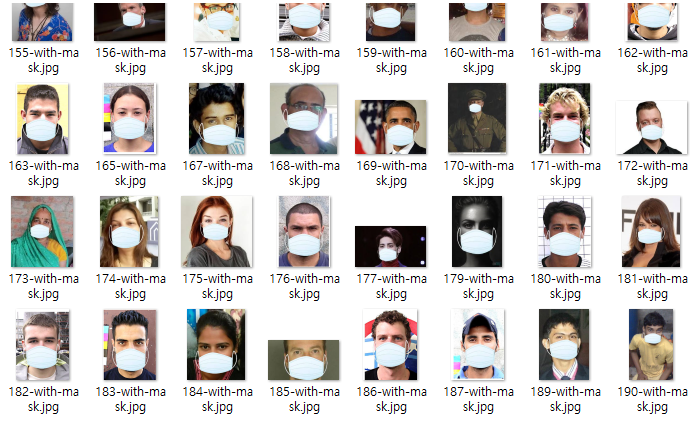 155-with-ma
sk.jpg
156-with-ma
sk.jpg
157-with-ma
sk.jpg
158-with-ma
sk.jpg
159-with-ma
sk.jpg
160-with-ma
sk.jpg
161-with-ma
sk.jpg
162-with-ma
sk.jpg
163-with-ma
sk.jpg
165-with-ma
sk.jpg
167-with-ma
sk.jpg
168-with-ma
sk.jpg
169-with-ma
sk.jpg
170-with-ma
sk.jpg
171-with-ma
sk.jpg
172-with-ma
sk.jpg
173-with-ma
sk.jpg
174-with-ma
sk.jpg
175-with-ma
sk.jpg
176-with-ma
sk.jpg
177-with-ma
sk.jpg
179-with-ma
sk.jpg
180-with-ma
sk.jpg
181-with-ma
sk.jpg
182-with-ma
sk.jpg
183-with-ma
sk.jpg
184-with-ma
sk.jpg
185-with-ma
sk.jpg
186-with-ma
sk.jpg
187-with-ma
sk.jpg
189-with-ma
sk.jpg
190-with-ma
sk.jpg